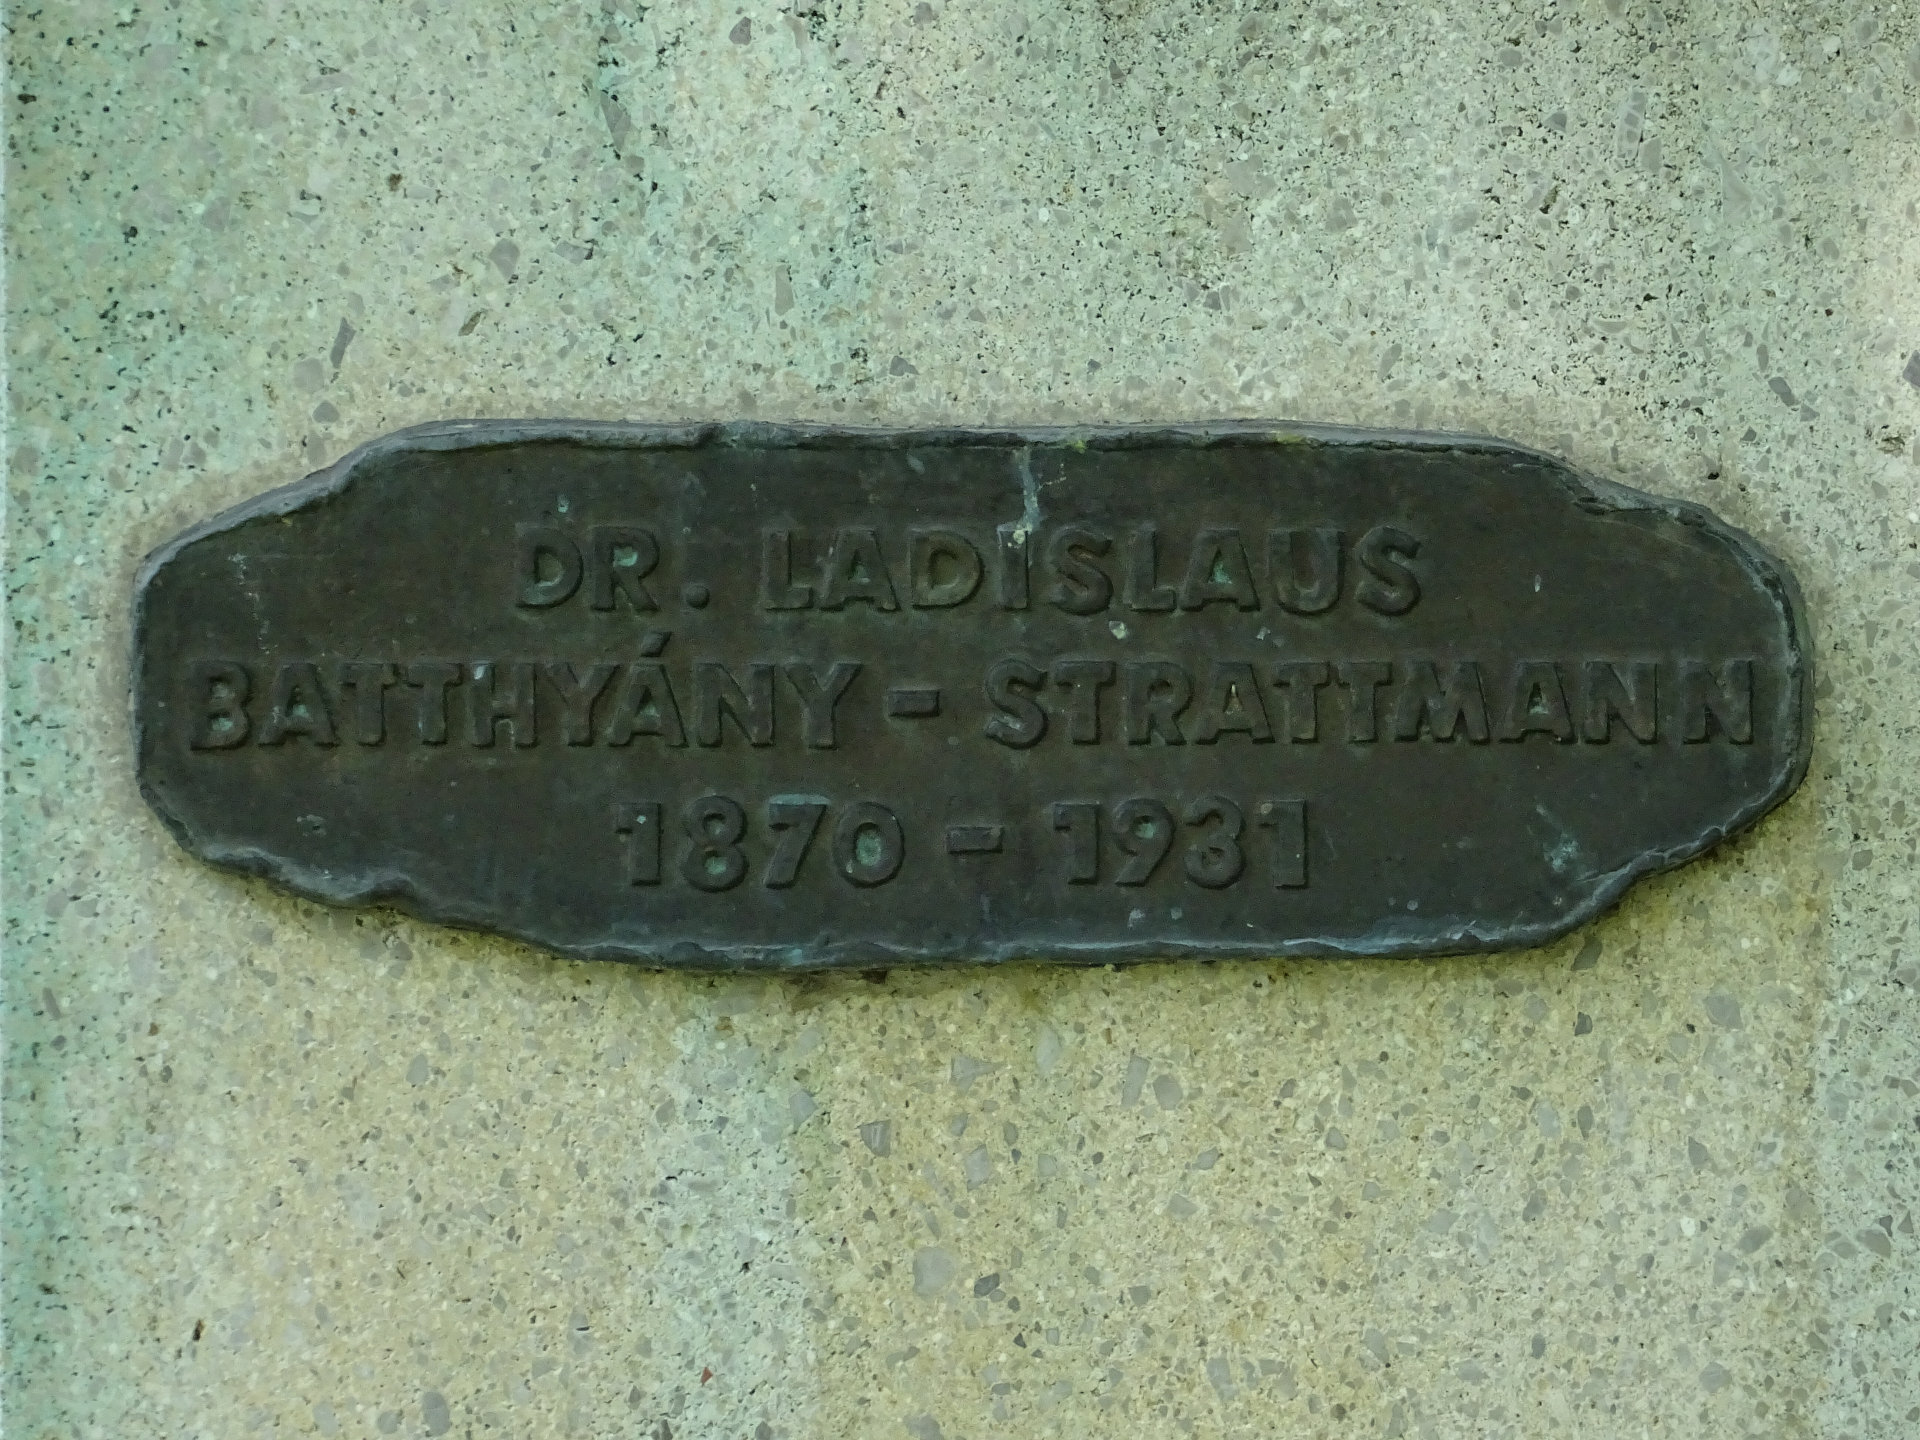 DR. LADISLAUS
BATTHYÁNY - STRATTMANN
1870 - 1931